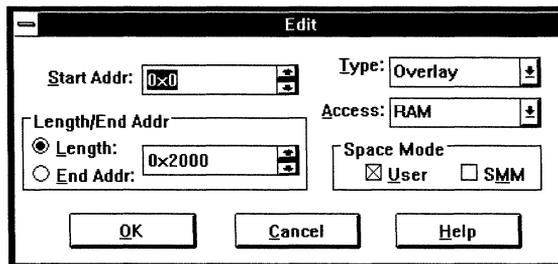 Edit
Start Addr: 0x0
Type: Overlay
Length/End Addr
Access: RAM
Length:
0x2000
End Addr:
Space Mode
User SMM
OK Cancel Help